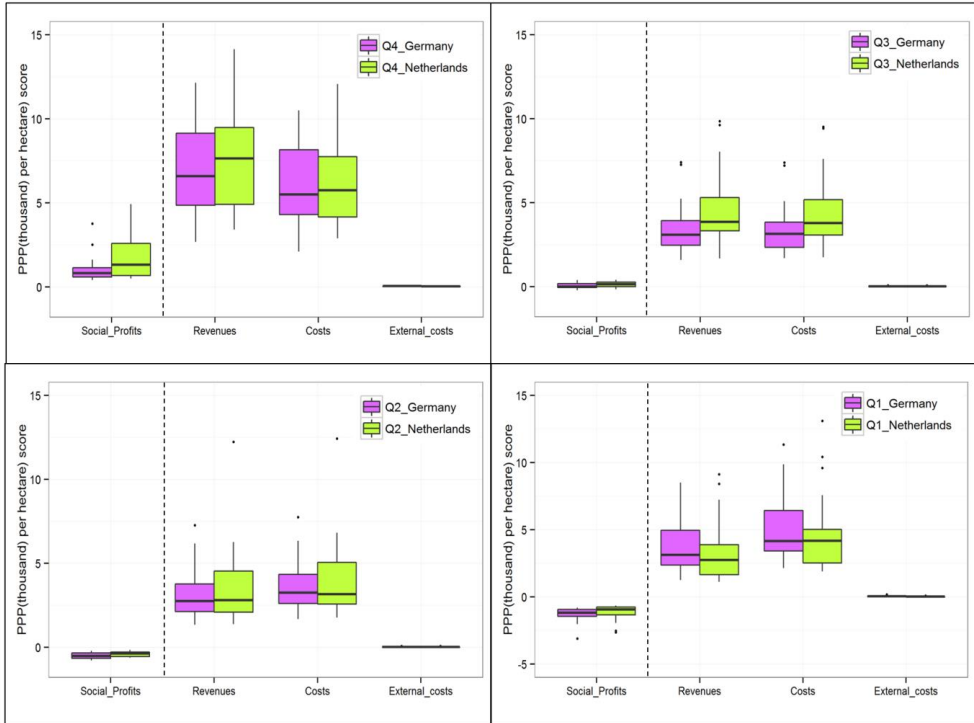 PPP(thousand) per hectare) score
15
10
5
0
Q4_Germany
Q4_Netherlands
Social_Profits Revenues Costs External_costs
PPP(thousand) per hectare) score
15
10
5
0
Q3_Germany
Q3_Netherlands
Social_Profits Revenues Costs External_costs
PPP(thousand) per hectare) score
15
10
5
0
Q2_Germany
Q2_Netherlands
Social_Profits Revenues Costs External_costs
PPP(thousand) per hectare) score
15
10
5
0
-5
Q1_Germany
Q1_Netherlands
Social_Profits Revenues Costs External_costs